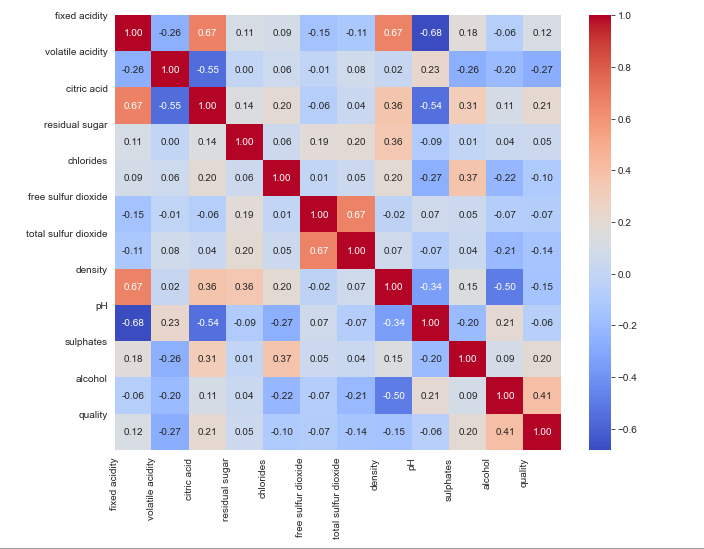 fixed acidity
1.00 -0.26 0.67 0.11 0.09 -0.15 -0.11 0.67 -0.68 0.18 -0.06 0.12
volatile acidity
-0.26 1.00 -0.55 0.00 0.06 -0.01 0.08 0.02 0.23 -0.26 -0.20 -0.27
citric acid
0.67 -0.55 1.00 0.14 0.20 -0.06 0.04 0.36 -0.54 0.31 0.11 0.21
residual sugar
0.11 0.00 0.14 1.00 0.06 0.19 0.20 0.36 -0.09 0.01 0.04 0.05
chlorides
0.09 0.06 0.20 0.06 1.00 0.01 0.05 0.20 -0.27 0.37 -0.22 -0.10
free sulfur dioxide
-0.15 -0.01 -0.06 0.19 0.01 1.00 0.67 -0.02 0.07 0.05 -0.07 -0.07
total sulfur dioxide
-0.11 0.08 0.04 0.20 0.05 0.67 1.00 0.07 -0.07 0.04 -0.21 -0.14
density
0.67 0.02 0.36 0.36 0.20 -0.02 0.07 1.00 -0.34 0.15 -0.50 -0.15
pH
-0.68 0.23 -0.54 -0.09 -0.27 0.07 -0.07 -0.34 1.00 -0.20 0.21 -0.06
sulphates
0.18 -0.26 0.31 0.01 0.37 0.05 0.04 0.15 -0.20 1.00 0.09 0.20
alcohol
-0.06 -0.20 0.11 0.04 -0.22 -0.07 -0.21 -0.50 0.21 0.09 1.00 0.41
quality
0.12 -0.27 0.21 0.05 -0.10 -0.07 -0.14 -0.15 -0.06 0.20 0.41 1.00
fixed acidity
volatile acidity
citric acid
residual sugar
chlorides
free sulfur dioxide
total sulfur dioxide
density
pH
sulphates
alcohol
quality
1.0
0.8
0.6
0.4
0.2
0.0
−0.2
−0.4
−0.6